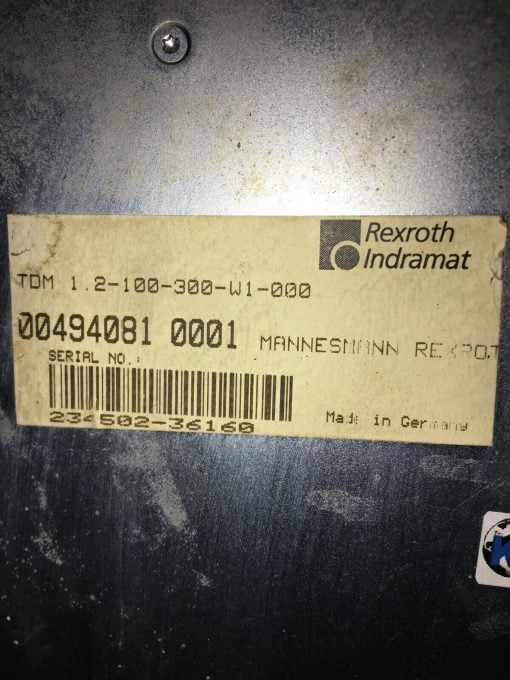 Rexroth
Indramat
TDM 1.2-100-300-W1-000
00494081 0001 MANNESMANN REXROT
SERIAL NO.:
234502-36160
Made in Germany
K